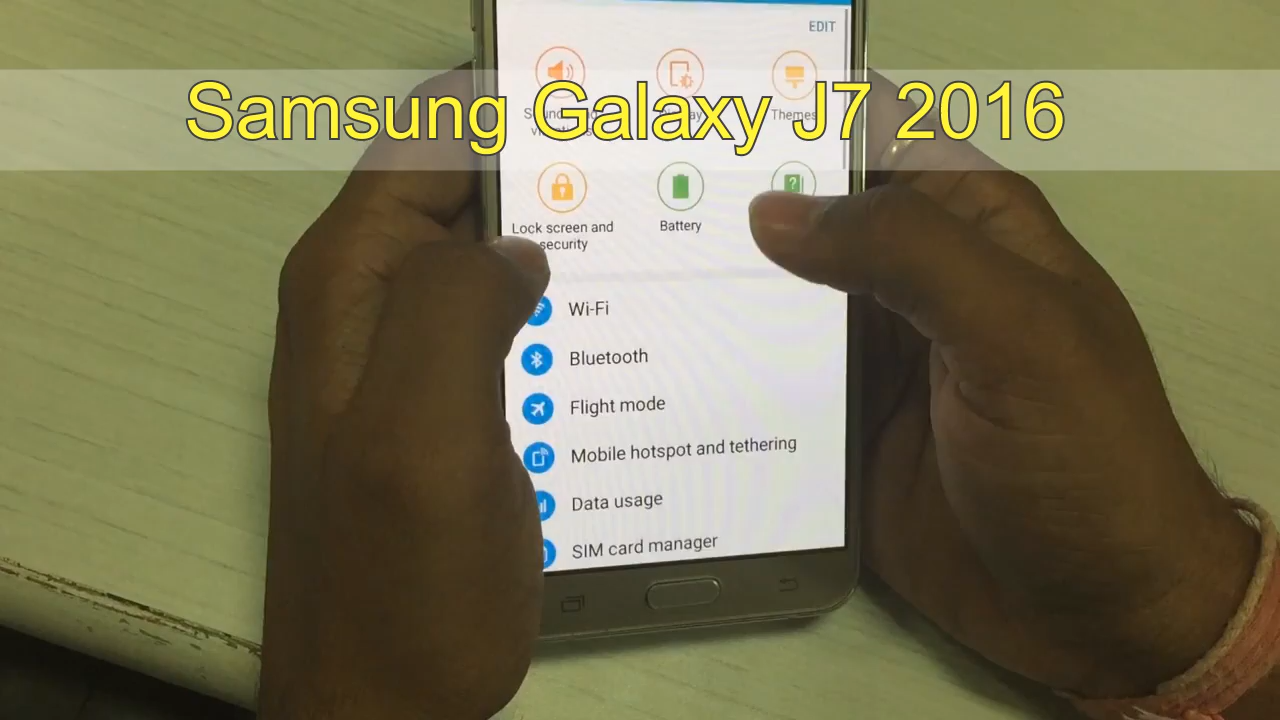 Samsung Galaxy J7 2016
EDIT
Themes
Lock screen and
security
Battery
Wi-Fi
Bluetooth
Flight mode
Mobile hotspot and tethering
Data usage
SIM card manager